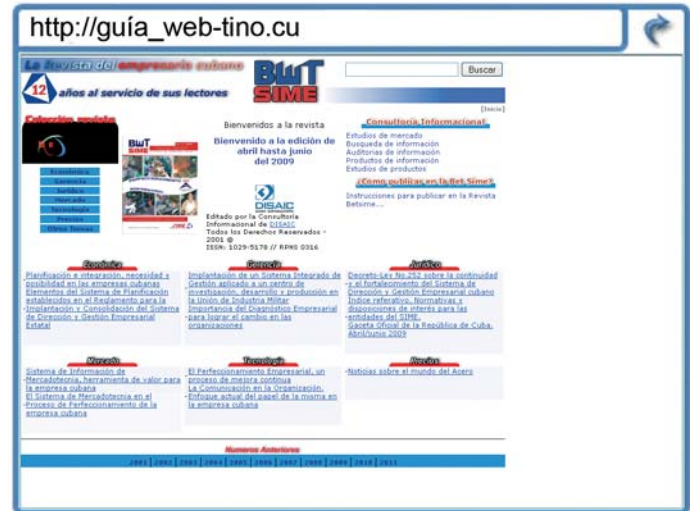 http://guía_web-tino.cu
La Revista del empresario cubano
BWT
SIME
Buscar
12 años al servicio de sus lectores
[Inicio]
Colección revista
Económica
Gerencia
Jurídico
Mercado
Tecnología
Precios
Otros Temas
BWT
SIME
Bienvenidos a la revista
Bienvenido a la edición de
abril hasta junio
del 2009
DISAIC
Editado por la Consultoría
Informacional de DISAIC
Todos los Derechos Reservados -
2001 @
ISSN: 1029-5178 // RPNS 0316
Consultoría Informacional
Estudios de mercado
Busqueda de información
Auditorias de información
Productos de información
Estudios de productos
¿Como publicar en la Bet Sime?
Instrucciones para publicar en la Revista
Betsime...
Económica
Planificación e integración, necesidad y
posibilidad en las empresas cubanas
Elementos del Sistema de Planificación
establecidos en el Reglamento para la
-Implantación y Consolidación del Sistema
de Dirección y Gestión Empresarial
Estatal
Gerencia
Implantación de un Sistema Integrado de
-Gestión aplicado a un centro de
investigación, desarrollo y producción en
la Unión de Industria Militar
Importancia del Diagnóstico Empresarial
-para lograr el cambio en las
organizaciones
Jurídico
Decreto-Ley No.252 sobre la continuidad
-y el fortalecimiento del Sistema de
Dirección y Gestión Empresarial cubano
Índice referativo. Normativas y
-disposiciones de interés para las
entidades del SIME.
Gaceta Oficial de la República de Cuba.
Abril/junio 2009
Mercado
Sistema de Información de
-Mercadotecnia, herramienta de valor para
la empresa cubana
El Sistema de Mercadotecnia en el
-Proceso de Perfeccionamiento de la
empresa cubana
Tecnología
El Perfeccionamiento Empresarial, un
-proceso de mejora continua
La Comunicación en la Organización.
-Enfoque actual del papel de la misma en
la empresa cubana
Precios
-Noticias sobre el mundo del Acero
Numeros Anteriores
2001 | 2002 | 2003 | 2004 | 2005 | 2006 | 2007 | 2008 | 2009 | 2010 | 2011